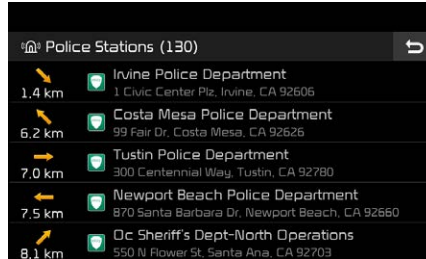 Police Stations (130)
Irvine Police Department
1.4 km
1 Civic Center Plz, Irvine, CA 92606
Costa Mesa Police Department
6.2 km
99 Fair Dr, Costa Mesa, CA 92626
Tustin Police Department
7.0 km
300 Centennial Way, Tustin, CA 92780
Newport Beach Police Department
7.5 km
870 Santa Barbara Dr, Newport Beach, CA 92660
Oc Sheriff's Dept-North Operations
8.1 km
550 N Flower St, Santa Ana, CA 92703